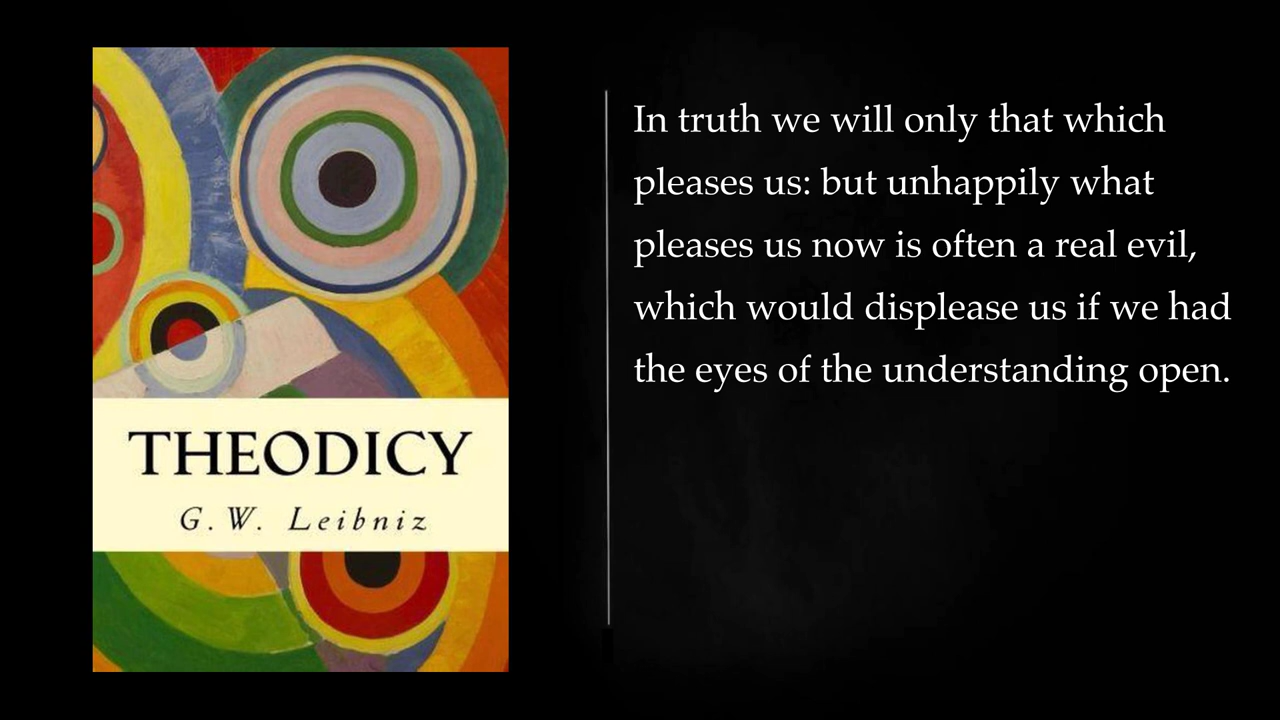 THEODICY
G. W. Leibniz
In truth we will only that which
pleases us: but unhappily what
pleases us now is often a real evil,
which would displease us if we had
the eyes of the understanding open.